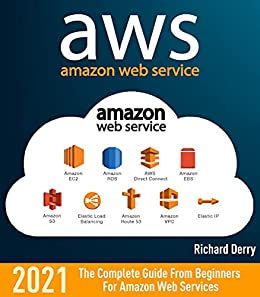 aws
amazon web service
amazon
web service
Amazon
EC2
Amazon
RDS
AWS
Direct Connect
Amazon
EBS
Amazon
S3
Elastic Load
Balancing
Amazon
Route 53
Amazon
VPC
Elastic IP
Richard Derry
2021 The Complete Guide From Beginners
For Amazon Web Services